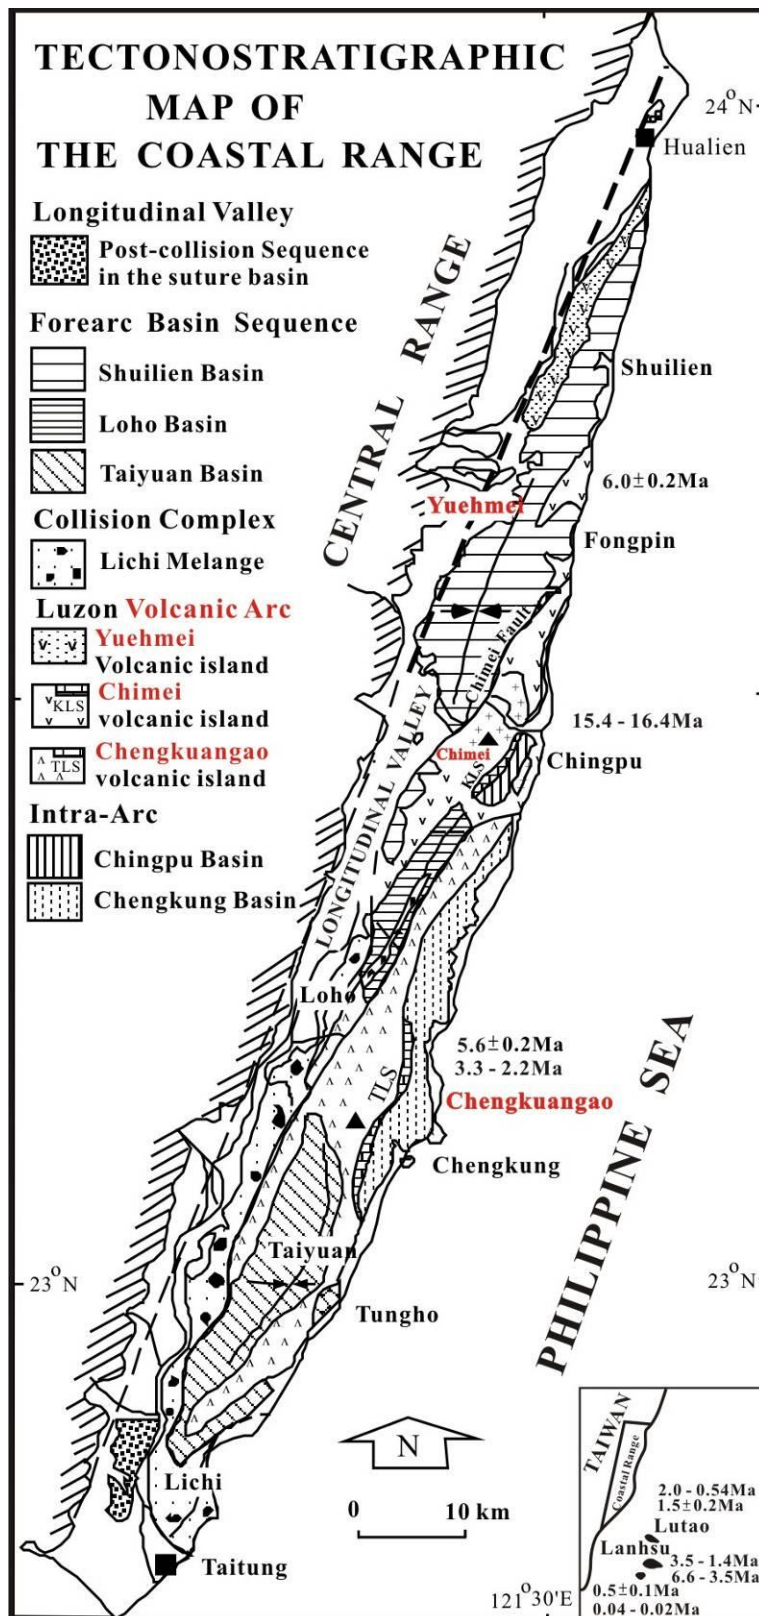 TECTONOSTRATIGRAPHIC
MAP OF
THE COASTAL RANGE
Longitudinal Valley
Post-collision Sequence
in the suture basin
Forearc Basin Sequence
Shuilien Basin
Loho Basin
Taiyuan Basin
Collision Complex
Lichi Melange
Luzon Volcanic Arc
Yuehmei
Volcanic island
KLS
Chimei
volcanic island
TLS
Chengkuangao
volcanic island
Intra-Arc
Chingpu Basin
Chengkung Basin
24°N
Hualien
CENTRAL RANGE
Shuilien
6.0±0.2Ma
Yuehmei
Fongpin
Chimei Fault
15.4 - 16.4Ma
Chimei
KLS
Chingpu
LONGITUDINAL VALLEY
Loho
5.6±0.2Ma
3.3 - 2.2Ma
TLS
Chengkuangao
Chengkung
PHILIPPINE SEA
Taiyuan
23°N
23°N
Tungho
N
Lichi
0 10 km
Taitung
121°30'E
TAIWAN
Coastal Range
2.0 - 0.54Ma
1.5±0.2Ma
Lutao
Lanhsu
3.5 - 1.4Ma
6.6 - 3.5Ma
0.5±0.1Ma
0.04 - 0.02Ma